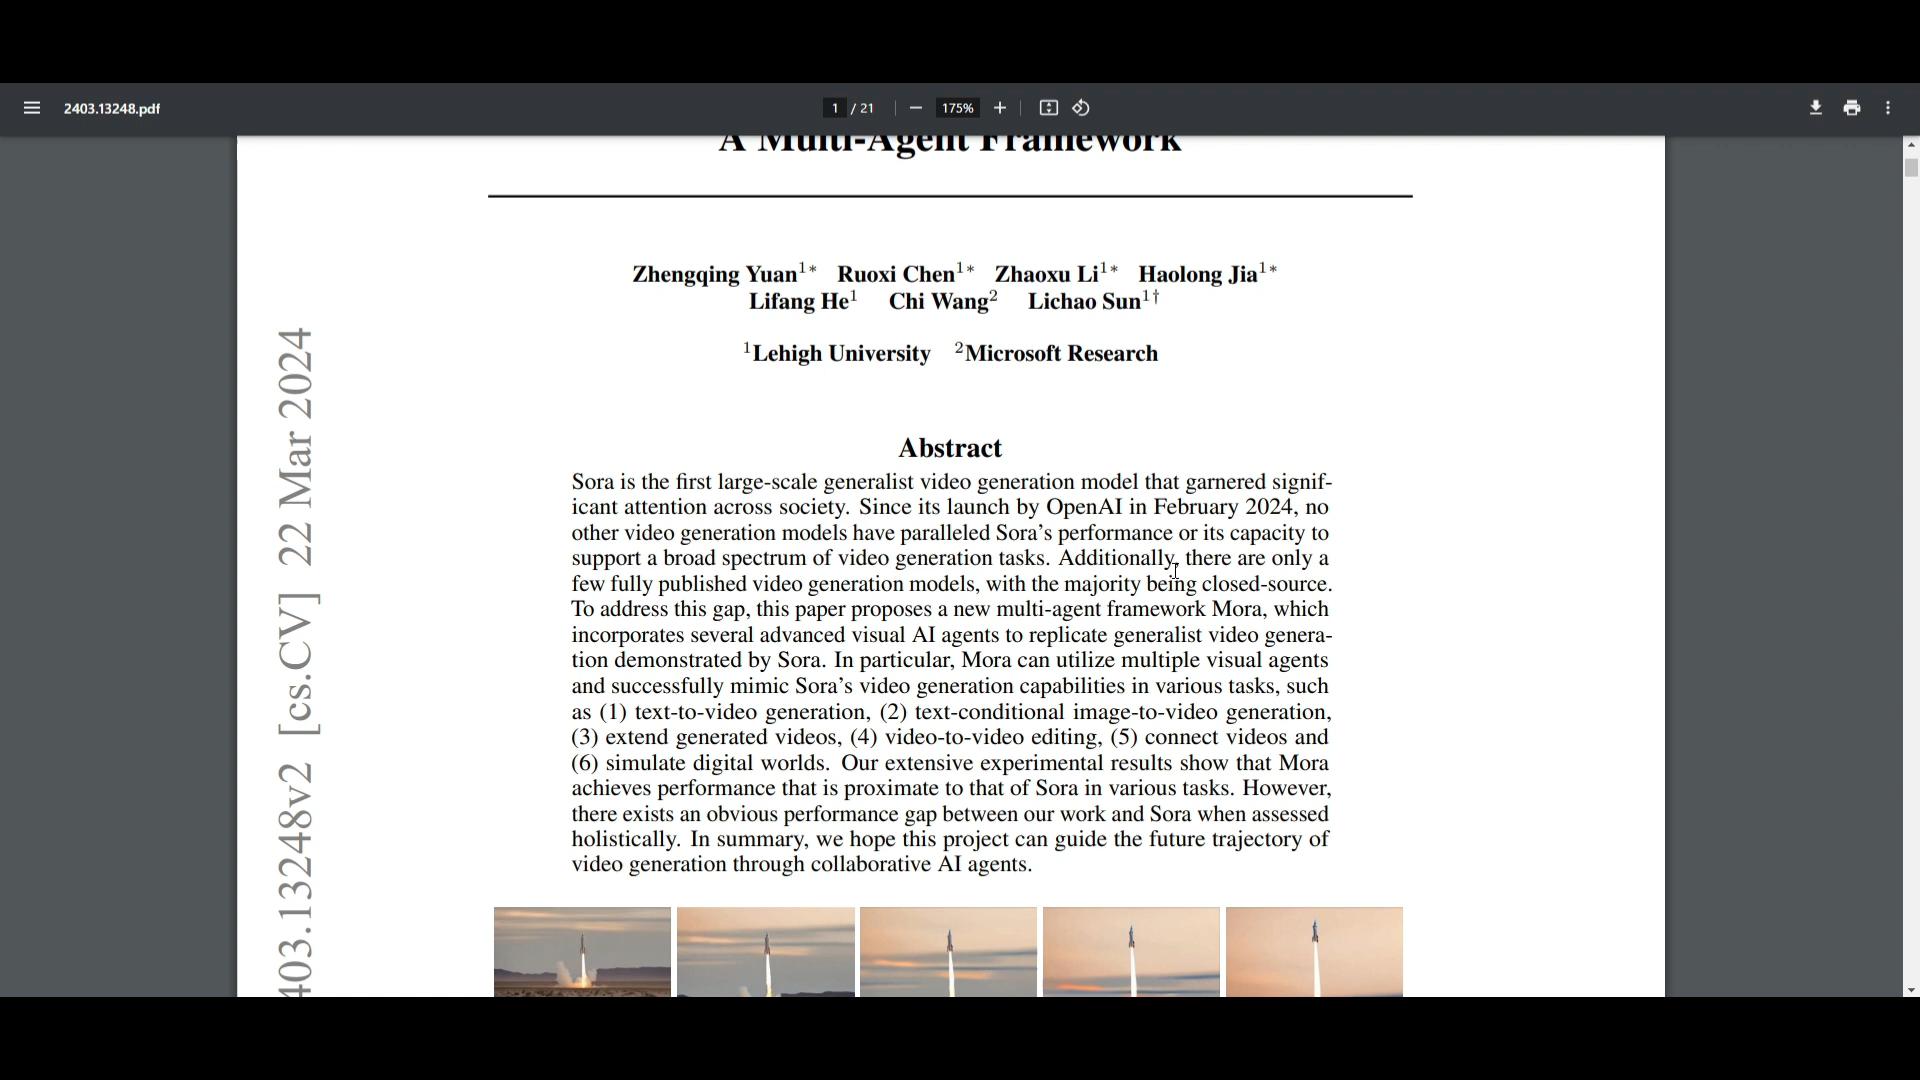 2403.13248.pdf
1 / 21
175%
A Multi-Agent Framework
Zhengqing Yuan1∗ Ruoxi Chen1∗ Zhaoxu Li1∗ Haolong Jia1∗
Lifang He1 Chi Wang2 Lichao Sun1†
1Lehigh University 2Microsoft Research
Abstract
Sora is the first large-scale generalist video generation model that garnered signif-
icant attention across society. Since its launch by OpenAI in February 2024, no
other video generation models have paralleled Sora's performance or its capacity to
support a broad spectrum of video generation tasks. Additionally, there are only a
few fully published video generation models, with the majority being closed-source.
To address this gap, this paper proposes a new multi-agent framework Mora, which
incorporates several advanced visual AI agents to replicate generalist video genera-
tion demonstrated by Sora. In particular, Mora can utilize multiple visual agents
and successfully mimic Sora's video generation capabilities in various tasks, such
as (1) text-to-video generation, (2) text-conditional image-to-video generation,
(3) extend generated videos, (4) video-to-video editing, (5) connect videos and
(6) simulate digital worlds. Our extensive experimental results show that Mora
achieves performance that is proximate to that of Sora in various tasks. However,
there exists an obvious performance gap between our work and Sora when assessed
holistically. In summary, we hope this project can guide the future trajectory of
video generation through collaborative AI agents.
403.13248v2 [cs.CV] 22 Mar 2024